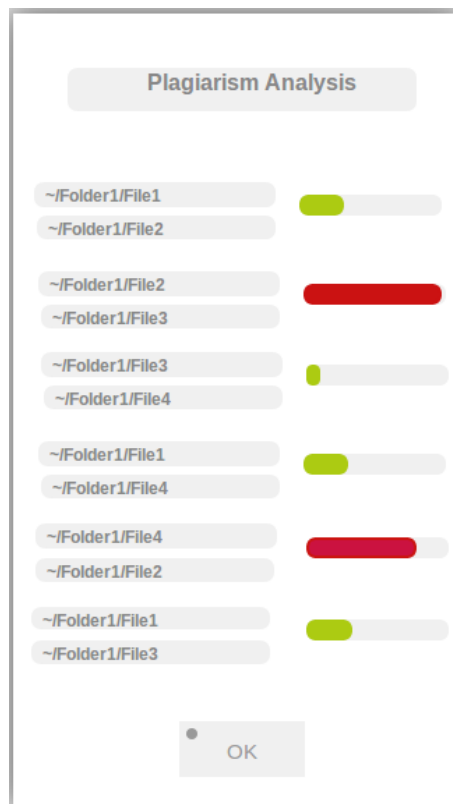 Plagiarism Analysis
~/Folder1/File1
~/Folder1/File2
~/Folder1/File2
~/Folder1/File3
~/Folder1/File3
~/Folder1/File4
~/Folder1/File1
~/Folder1/File4
~/Folder1/File4
~/Folder1/File2
~/Folder1/File1
~/Folder1/File3
OK